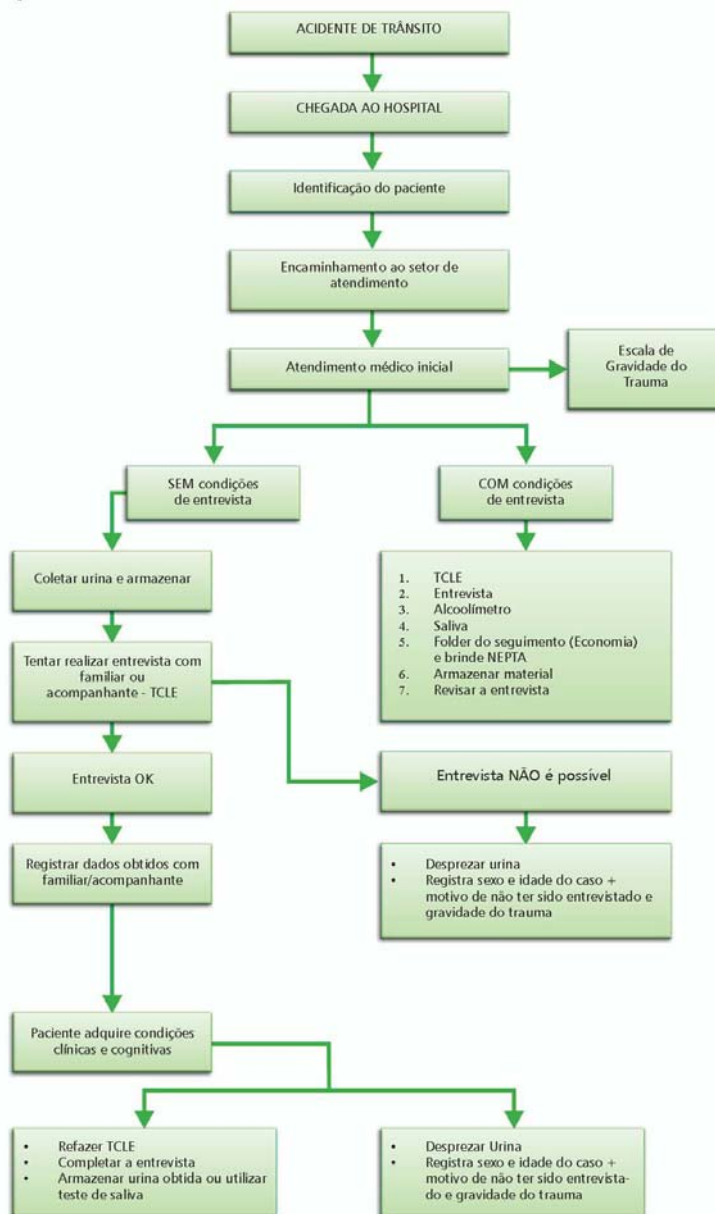 ACIDENTE DE TRÂNSITO
CHEGADA AO HOSPITAL
Identificação do paciente
Encaminhamento ao setor de
atendimento
Atendimento médico inicial
Escala de
Gravidade do
Trauma
SEM condições
de entrevista
COM condições
de entrevista
Coletar urina e armazenar
Tentar realizar entrevista com
familiar ou
acompanhante - TCLE
Entrevista OK
Registrar dados obtidos com
familiar/acompanhante
1. TCLE
2. Entrevista
3. Alcoolímetro
4. Saliva
5. Folder do seguimento (Economia)
e brinde NEPTA
6. Armazenar material
7. Revisar a entrevista
Entrevista NÃO é possível
• Desprezar urina
• Registra sexo e idade do caso +
motivo de não ter sido entrevistado e
gravidade do trauma
Paciente adquire condições
clínicas e cognitivas
• Refazer TCLE
• Completar a entrevista
• Armazenar urina obtida ou utilizar
teste de saliva
• Desprezar Urina
• Registra sexo e idade do caso +
motivo de não ter sido entrevista-
do e gravidade do trauma